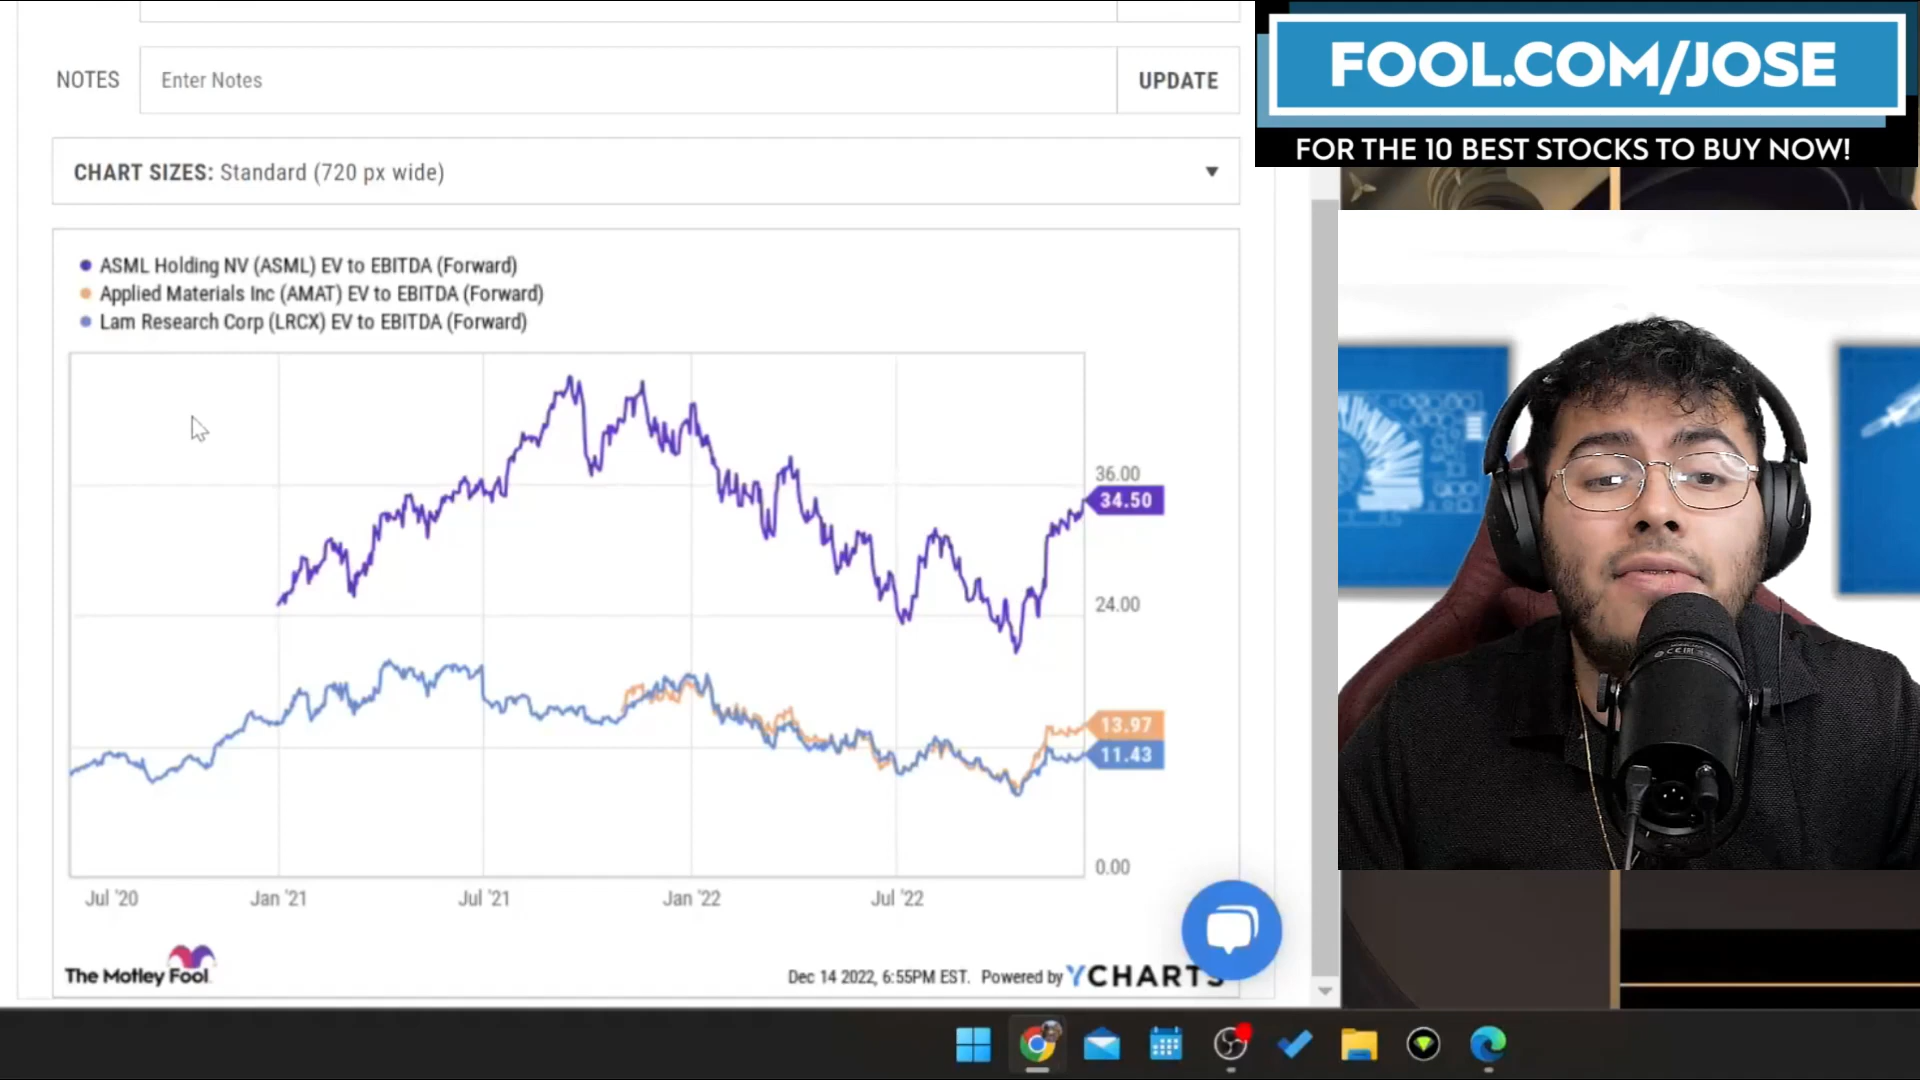 FOOL.COM/JOSE
FOR THE 10 BEST STOCKS TO BUY NOW!
NOTES
Enter Notes
UPDATE
CHART SIZES: Standard (720 px wide)
ASML Holding NV (ASML) EV to EBITDA (Forward)
Applied Materials Inc (AMAT) EV to EBITDA (Forward)
Lam Research Corp (LRCX) EV to EBITDA (Forward)
36.00
34.50
24.00
13.97
11.43
0.00
Jul '20
Jan '21
Jul '21
Jan '22
Jul '22
The Motley Fool
Dec 14 2022, 6:55PM EST. Powered by YCHARTS